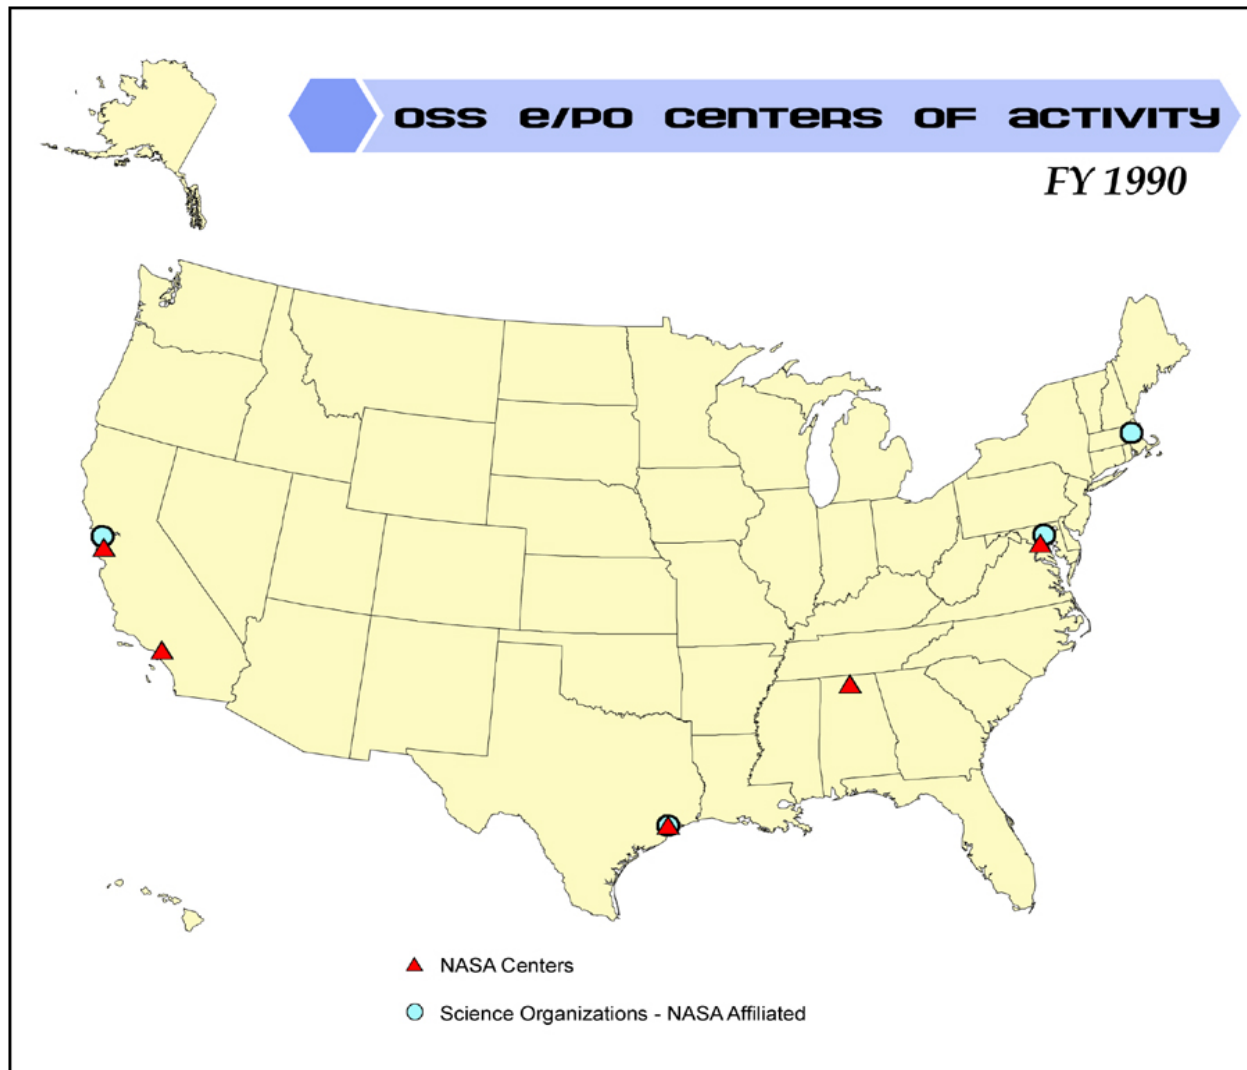 OSS E/PO CENTERS OF ACTIVITY
FY 1990
NASA Centers
Science Organizations - NASA Affiliated